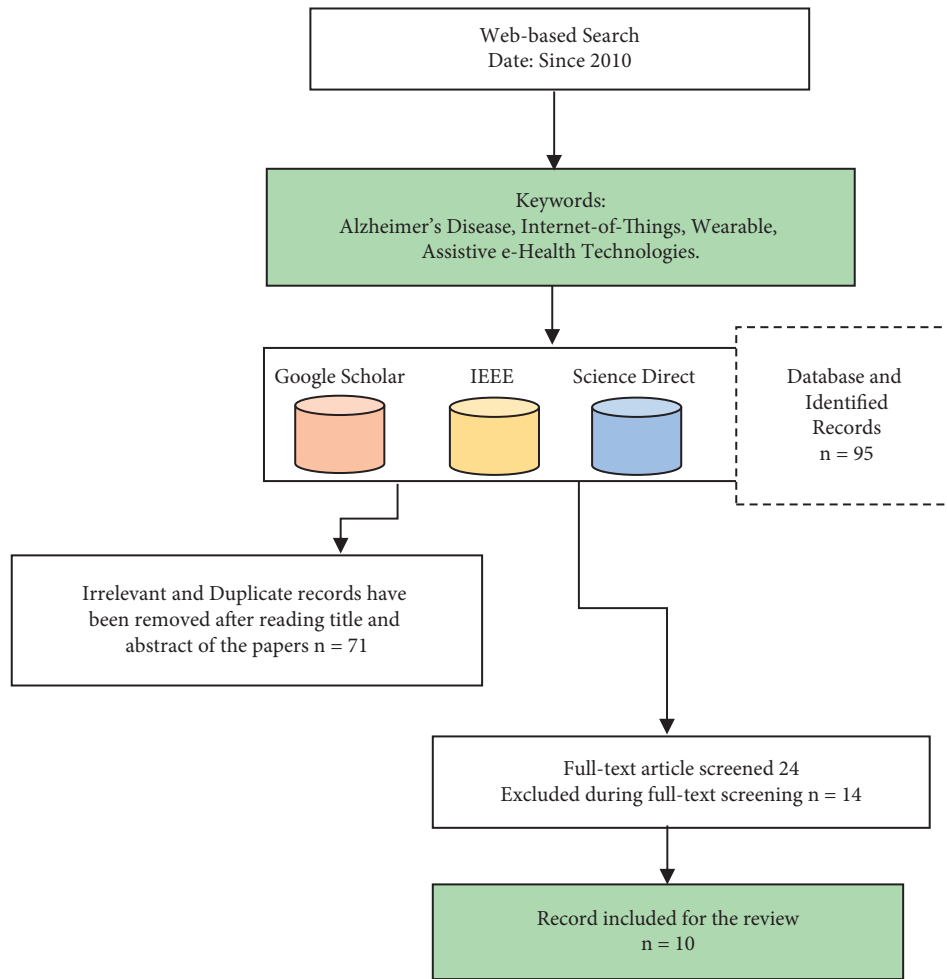 Web-based Search
Date: Since 2010
Keywords:
Alzheimer's Disease, Internet-of-Things, Wearable,
Assistive e-Health Technologies.
Google Scholar
IEEE
Science Direct
Database and
Identified
Records
n = 95
Irrelevant and Duplicate records have
been removed after reading title and
abstract of the papers n = 71
Full-text article screened 24
Excluded during full-text screening n = 14
Record included for the review
n = 10